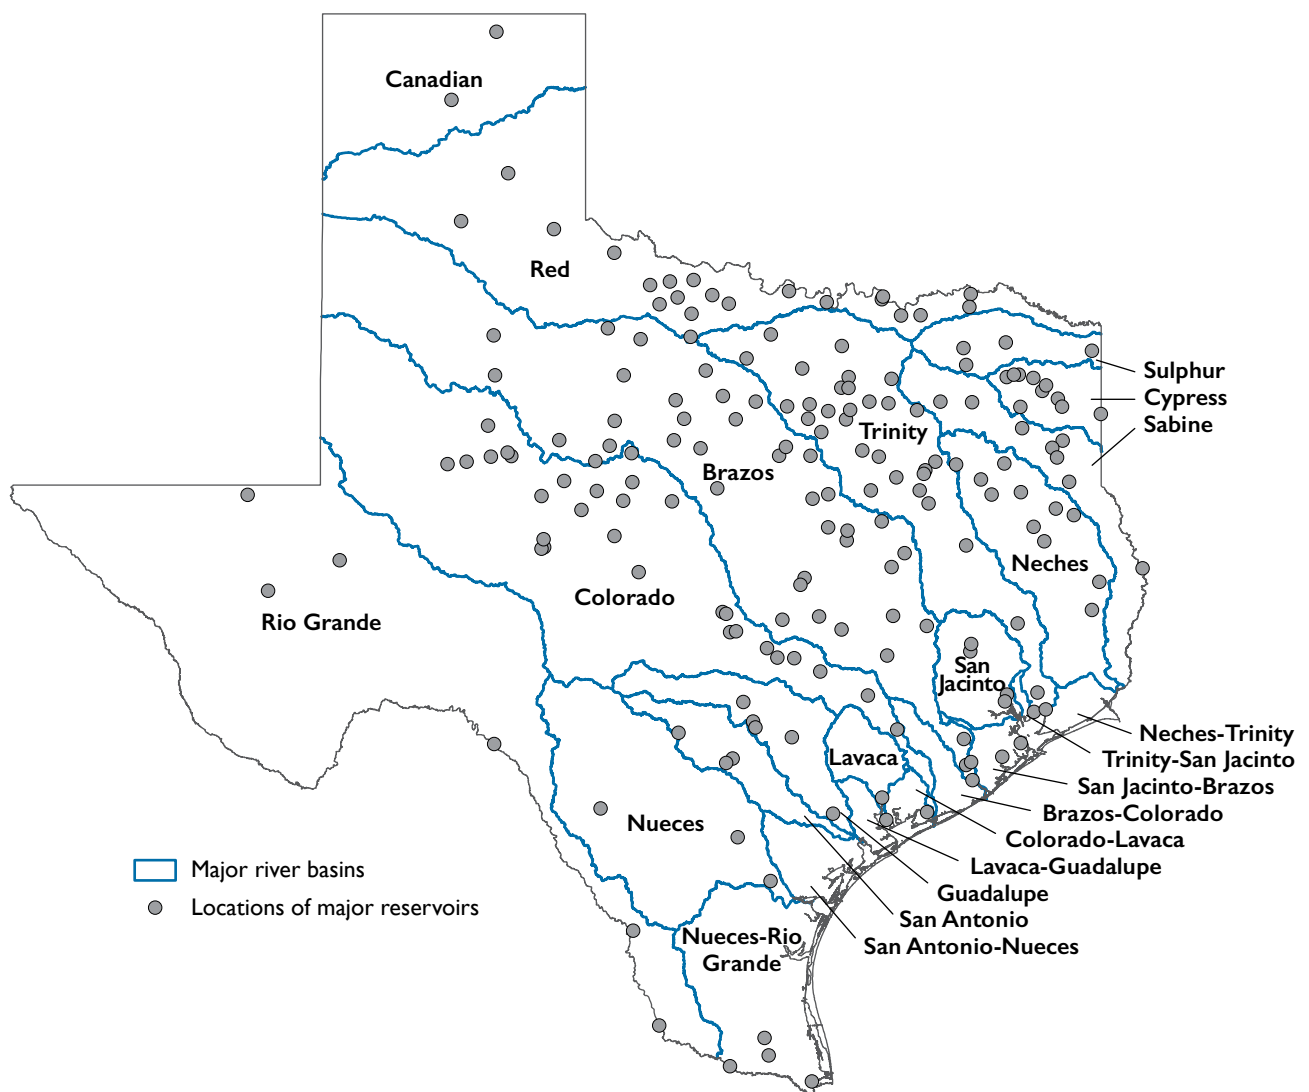 Canadian
Red
Sulphur
Cypress
Sabine
Trinity
Brazos
Neches
Colorado
Rio Grande
San
Jacinto
Neches-Trinity
Trinity-San Jacinto
Lavaca
San Jacinto-Brazos
Brazos-Colorado
Nueces
Colorado-Lavaca
Lavaca-Guadalupe
Major river basins
Guadalupe
Locations of major reservoirs
San Antonio
Nueces-Rio
Grande
San Antonio-Nueces